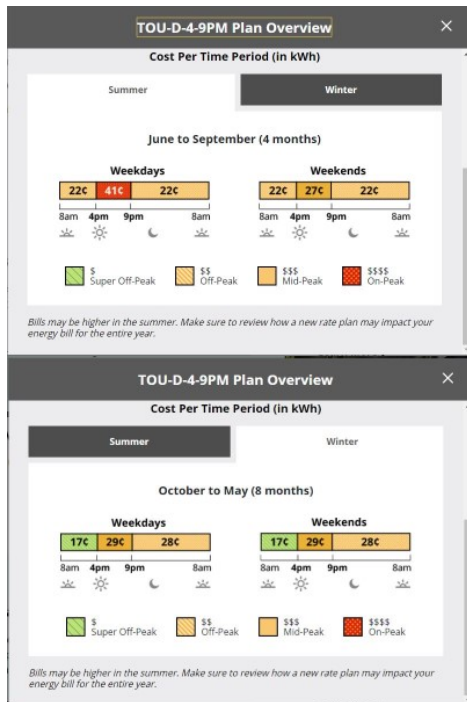 TOU-D-4-9PM Plan Overview ×
Cost Per Time Period (in kWh)
Summer Winter
June to September (4 months)
Weekdays Weekends
22¢ 41¢ 22¢ 22¢ 27¢ 22¢
8am 4pm 9pm 8am 8am 4pm 9pm 8am
$ $$ $$$ $$$$
Super Off-Peak Off-Peak Mid-Peak On-Peak
Bills may be higher in the summer. Make sure to review how a new rate plan may impact your
energy bill for the entire year.
TOU-D-4-9PM Plan Overview ×
Cost Per Time Period (in kWh)
Summer Winter
October to May (8 months)
Weekdays Weekends
17¢ 29¢ 28¢ 17¢ 29¢ 28¢
8am 4pm 9pm 8am 8am 4pm 9pm 8am
$ $$ $$$ $$$$
Super Off-Peak Off-Peak Mid-Peak On-Peak
Bills may be higher in the summer. Make sure to review how a new rate plan may impact your
energy bill for the entire year.